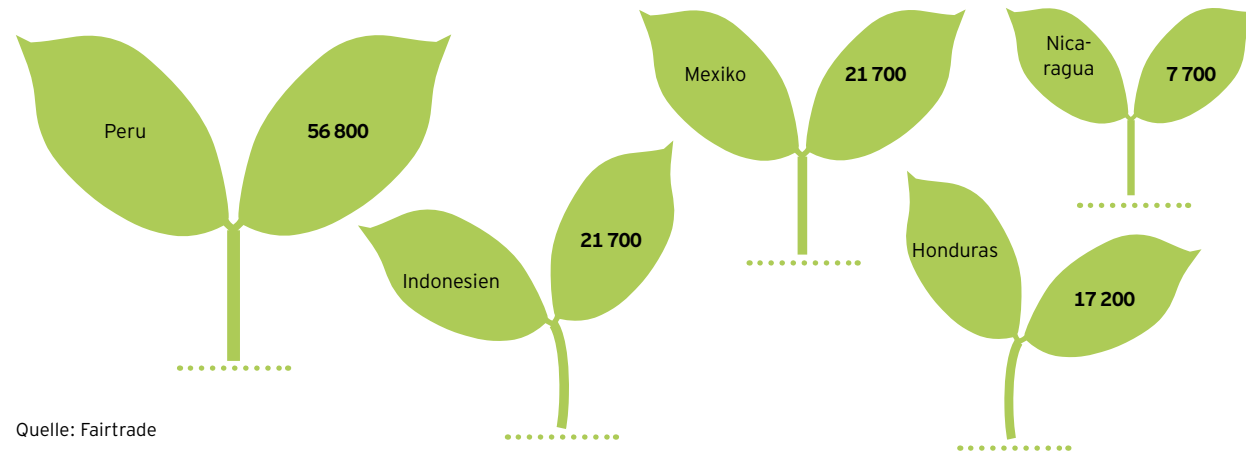 Peru
56 800
Indonesien
21 700
Mexiko
21 700
Nica-
ragua
7 700
Honduras
17 200
Quelle: Fairtrade